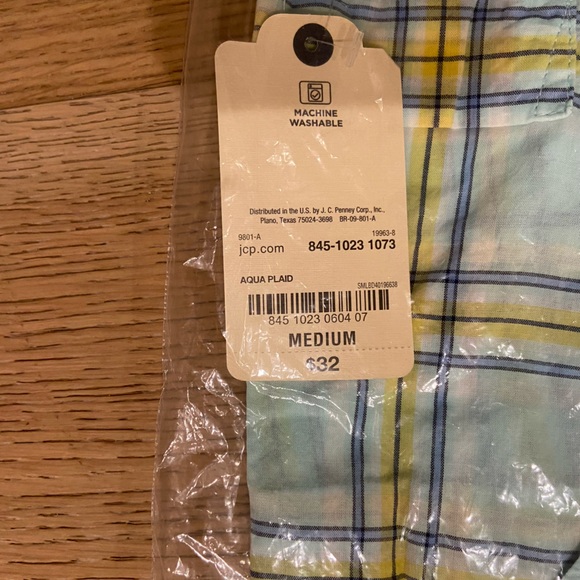 MACHINE
WASHABLE
Distributed in the U.S. by J. C. Penney Corp., Inc.,
Plano, Texas 75024-3698 BR-09-801-A
9801-A 19963-8
jcp.com 845-1023 1073
AQUA PLAID SMLBD40196638
845 1023 0604 07
MEDIUM
$32